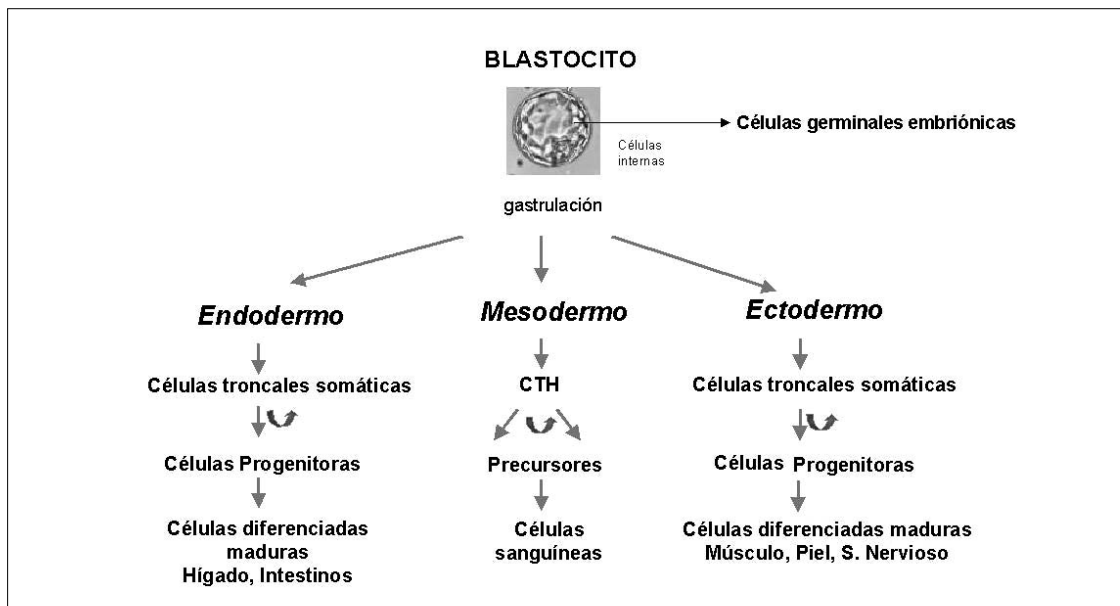 BLASTOCITO
Células germinales embriónicas
Células
internas
gastrulación
Endodermo
Mesodermo
Ectodermo
Células troncales somáticas
CTH
Células troncales somáticas
Células Progenitoras
Precursores
Células Progenitoras
Células diferenciadas
maduras
Hígado, Intestinos
Células
sanguíneas
Células diferenciadas maduras
Músculo, Piel, S. Nervioso